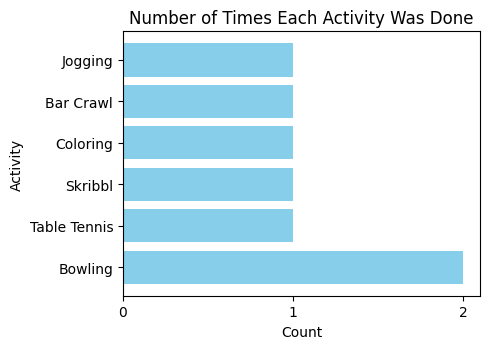 Number of Times Each Activity Was Done
Activity
Jogging
Bar Crawl
Coloring
Skribbl
Table Tennis
Bowling
0 1 2
Count